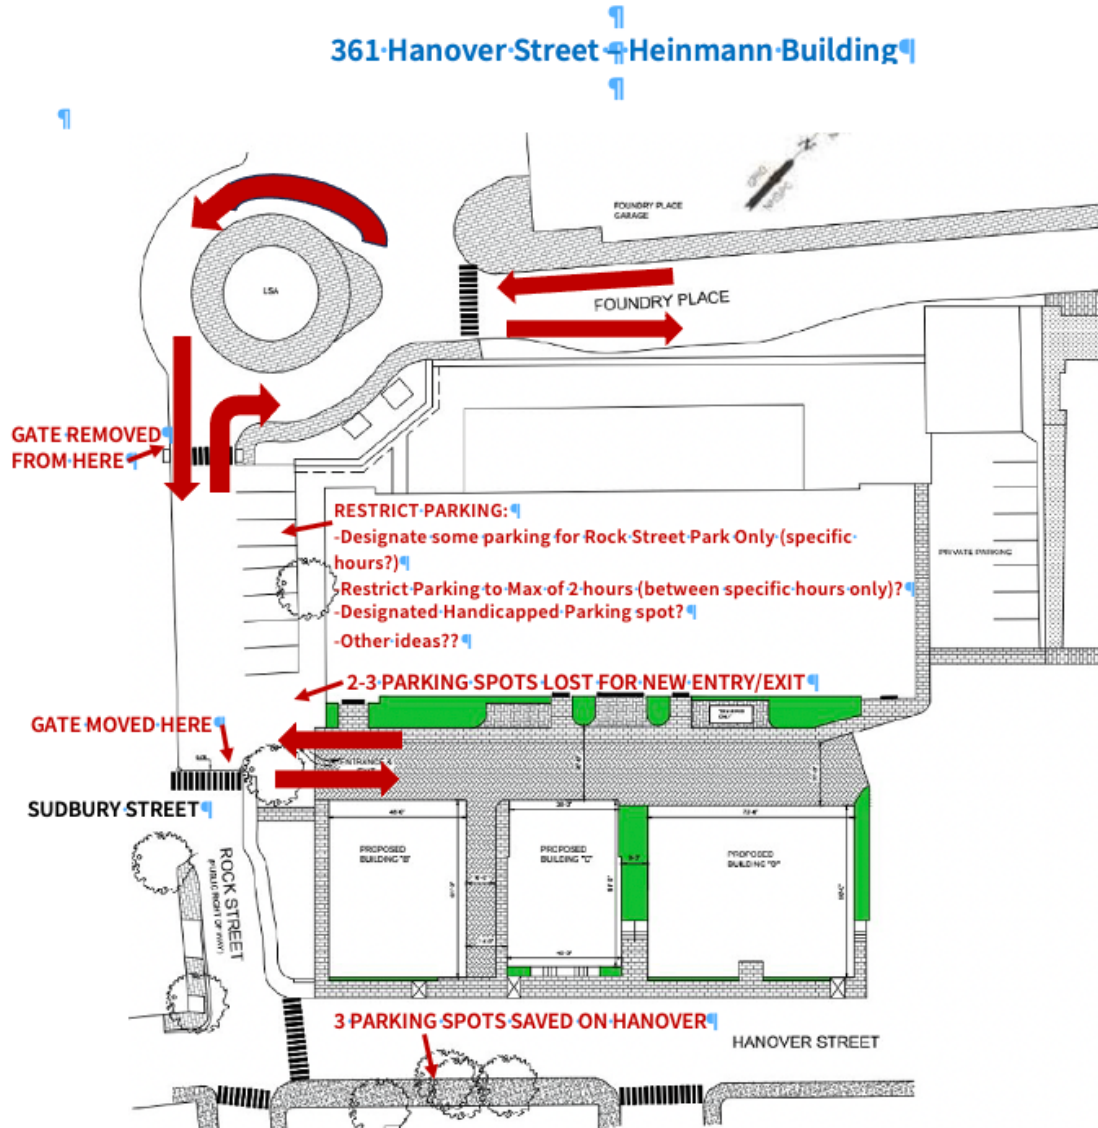 361 Hanover Street – Heinmann Building
FOUNDRY PLACE
GARAGE
LSA
FOUNDRY PLACE
GATE REMOVED
FROM HERE
RESTRICT PARKING:
-Designate some parking for Rock Street Park Only (specific
hours?)
-Restrict Parking to Max of 2 hours (between specific hours only)?
-Designated Handicapped Parking spot?
-Other ideas??
PRIVATE PARKING
2-3 PARKING SPOTS LOST FOR NEW ENTRY/EXIT
GATE MOVED HERE
ENTRANCE &
SUDBURY STREET
PROPOSED
BUILDING "B"
PROPOSED
BUILDING "C"
PROPOSED
BUILDING "D"
ROCK STREET
(PUBLIC RIGHT OF WAY)
3 PARKING SPOTS SAVED ON HANOVER
HANOVER STREET